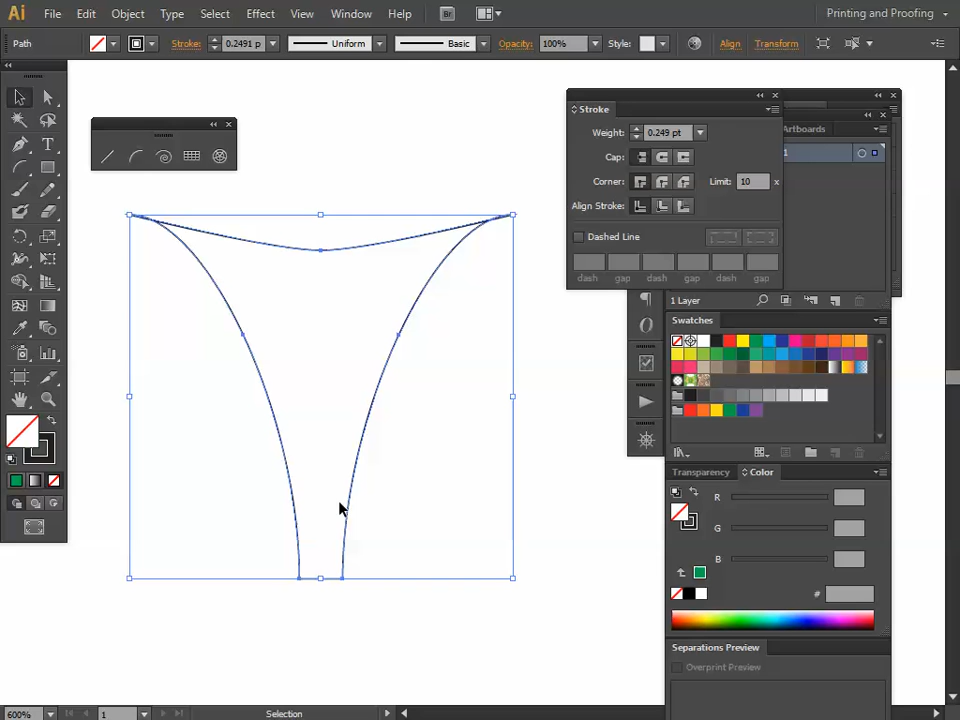 Ai File Edit Object Type Select Effect View Window Help Br Printing and Proofing
Path Stroke: 0.2491 p Uniform Basic Opacity: 100% Style: Align Transform
Stroke
Artboards
Weight: 0.249 pt
Cap: 1
Corner: Limit: 10 x
Align Stroke:
Dashed Line
dash gap dash gap dash gap
1 Layer
Swatches
Transparency Color
R
G
B
#
Separations Preview
Overprint Preview
600% 1 Selection